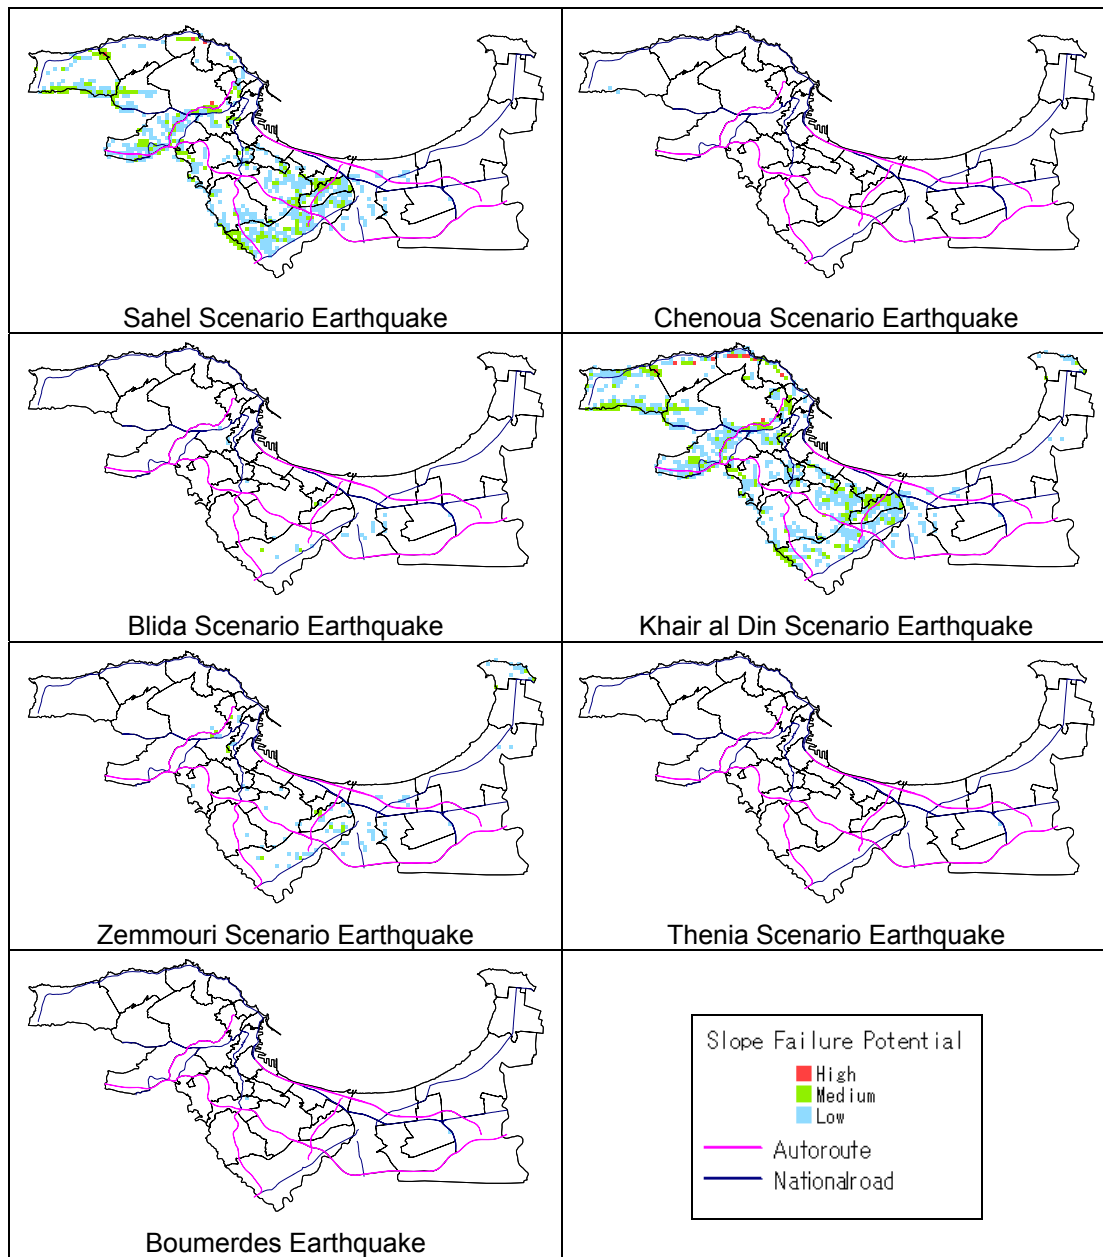 Sahel Scenario Earthquake
Chenoua Scenario Earthquake
Blida Scenario Earthquake
Khair al Din Scenario Earthquake
Zemmouri Scenario Earthquake
Thenia Scenario Earthquake
Boumerdes Earthquake
Slope Failure Potential
High
Medium
Low
Autoroute
Nationalroad